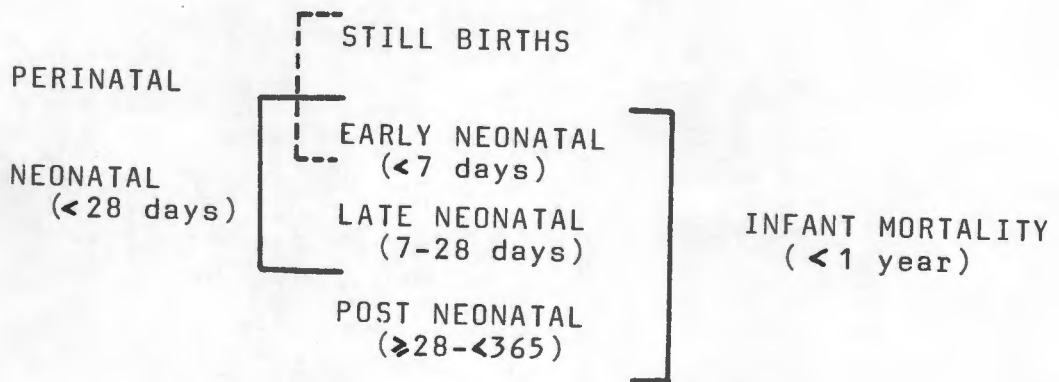 STILL BIRTHS
PERINATAL
EARLY NEONATAL
(<7 days)
NEONATAL
(<28 days)
LATE NEONATAL
(7-28 days)
INFANT MORTALITY
(<1 year)
POST NEONATAL
(⩾28-<365)